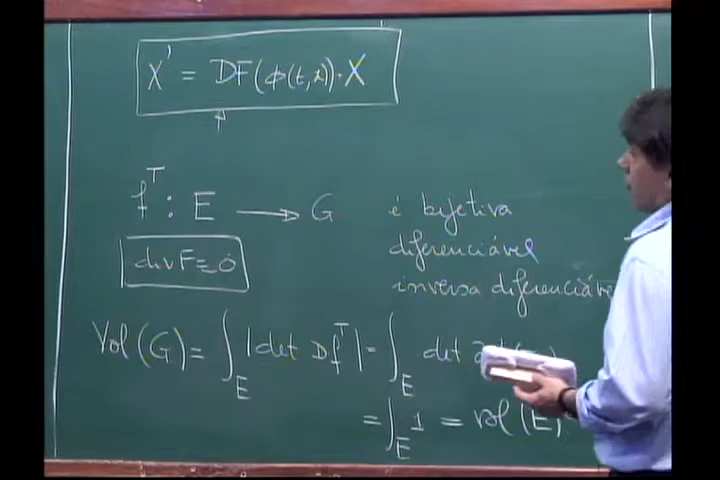 X' = DF(φ(t,x))·X
f^T : E → G é bijetiva
diferenciável
inversa diferenciável
div F = 0
Vol(G) = ∫_E |det Df^T| = ∫_E det
= ∫_E 1 = vol(E)